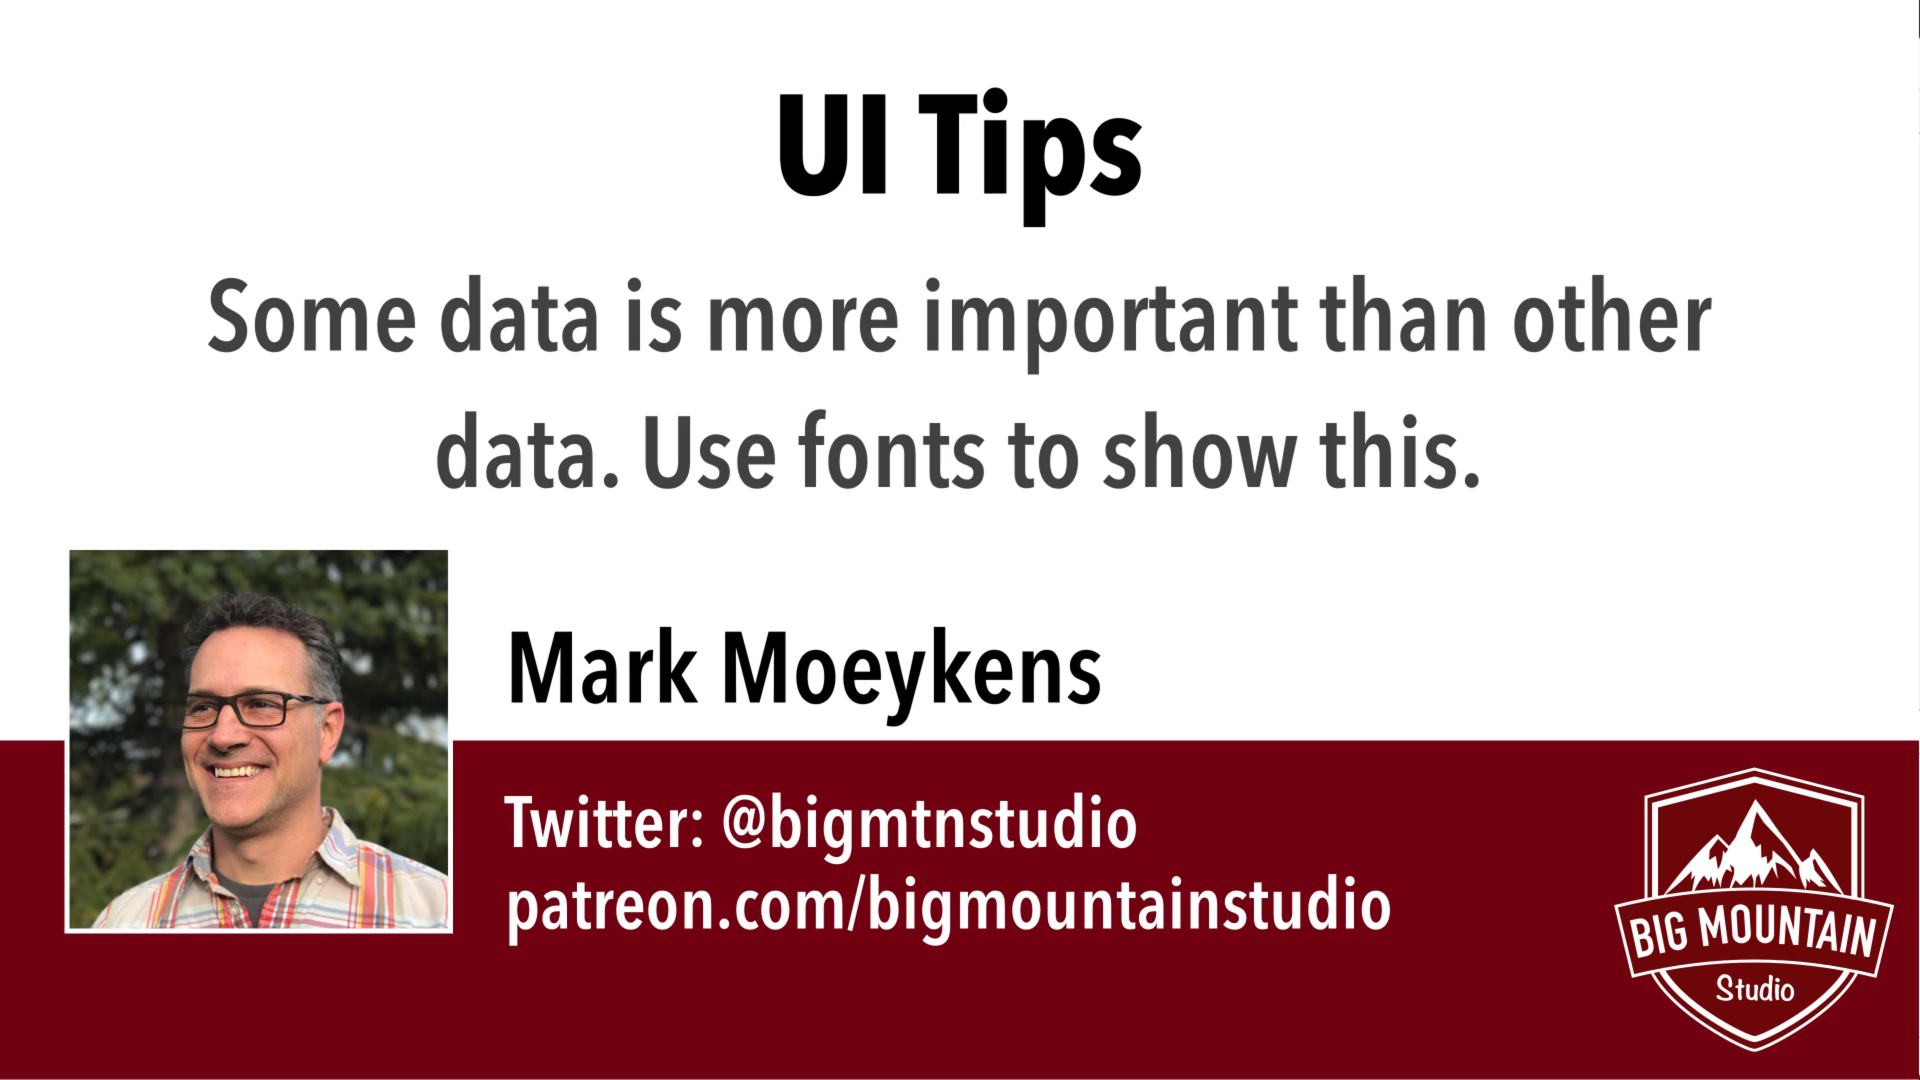 UI Tips
Some data is more important than other
data. Use fonts to show this.
Mark Moeykens
Twitter: @bigmtnstudio
patreon.com/bigmountainstudio
BIG MOUNTAIN
Studio